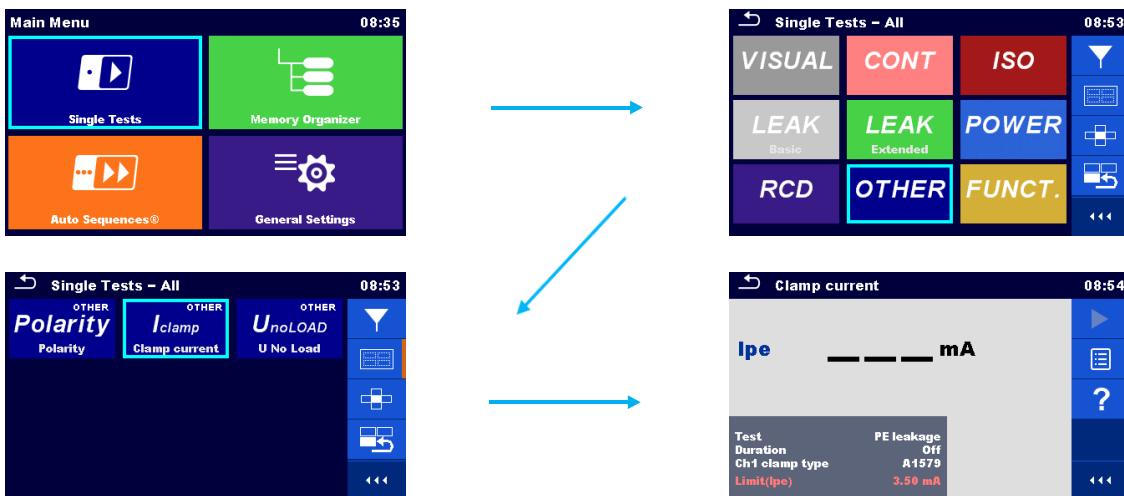 Main Menu 08:35
Single Tests
Memory Organizer
Auto Sequences®
General Settings
Single Tests – All 08:53
VISUAL CONT ISO
LEAK LEAK POWER
Basic Extended
RCD OTHER FUNCT.
Single Tests – All 08:53
OTHER OTHER OTHER
Polarity Iclamp UnoLOAD
Polarity Clamp current U No Load
Clamp current 08:54
Ipe ___ mA
?
Test PE leakage
Duration Off
Ch1 clamp type A1579
Limit(Ipe) 3.50 mA